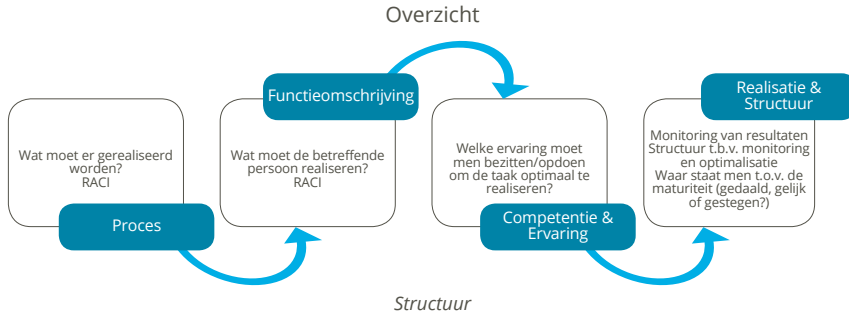 Overzicht
Wat moet er gerealiseerd
worden?
RACI
Proces
Functieomschrijving
Wat moet de betreffende
persoon realiseren?
RACI
Welke ervaring moet
men bezitten/opdoen
om de taak optimaal te
realiseren?
Competentie &
Ervaring
Realisatie &
Structuur
Monitoring van resultaten
Structuur t.b.v. monitoring
en optimalisatie
Waar staat men t.o.v. de
maturiteit (gedaald, gelijk
of gestegen?)
Structuur